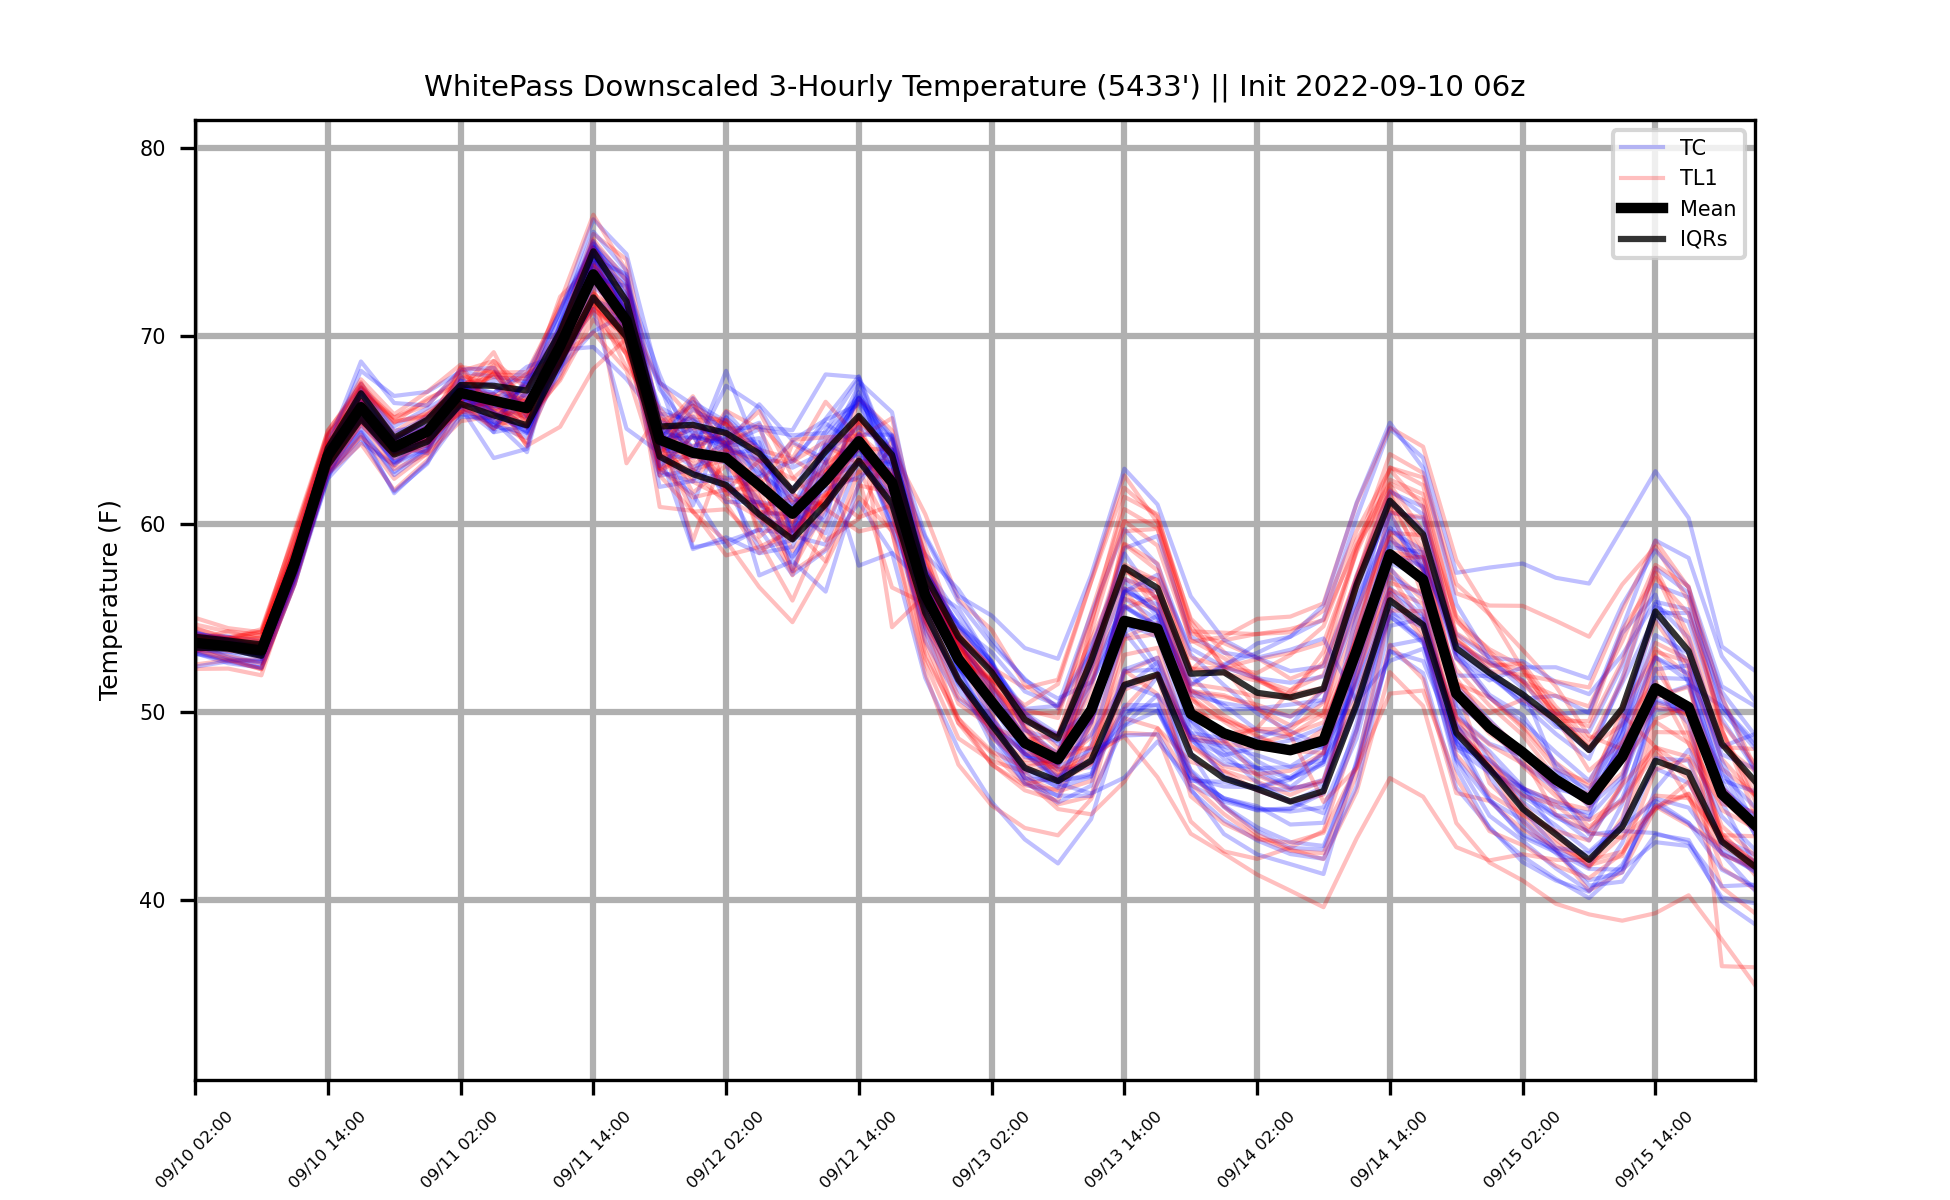 WhitePass Downscaled 3-Hourly Temperature (5433') || Init 2022-09-10 06z
TC
TL1
Mean
IQRs
Temperature (F)
80
70
60
50
40
09/10 02:00
09/10 14:00
09/11 02:00
09/11 14:00
09/12 02:00
09/12 14:00
09/13 02:00
09/13 14:00
09/14 02:00
09/14 14:00
09/15 02:00
09/15 14:00